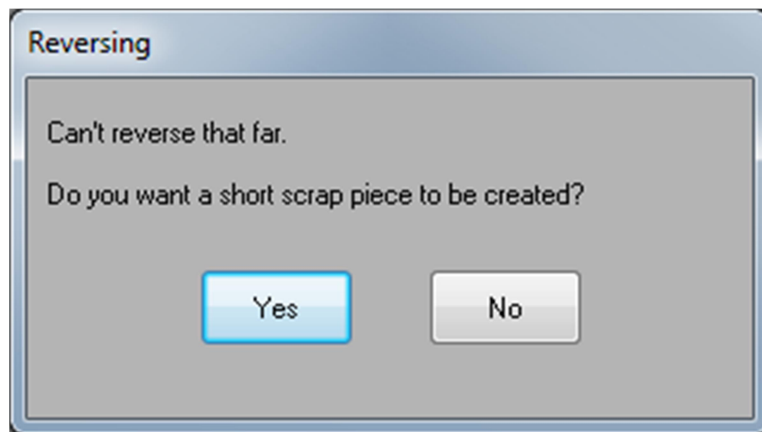 Reversing
Can't reverse that far.
Do you want a short scrap piece to be created?
Yes
No